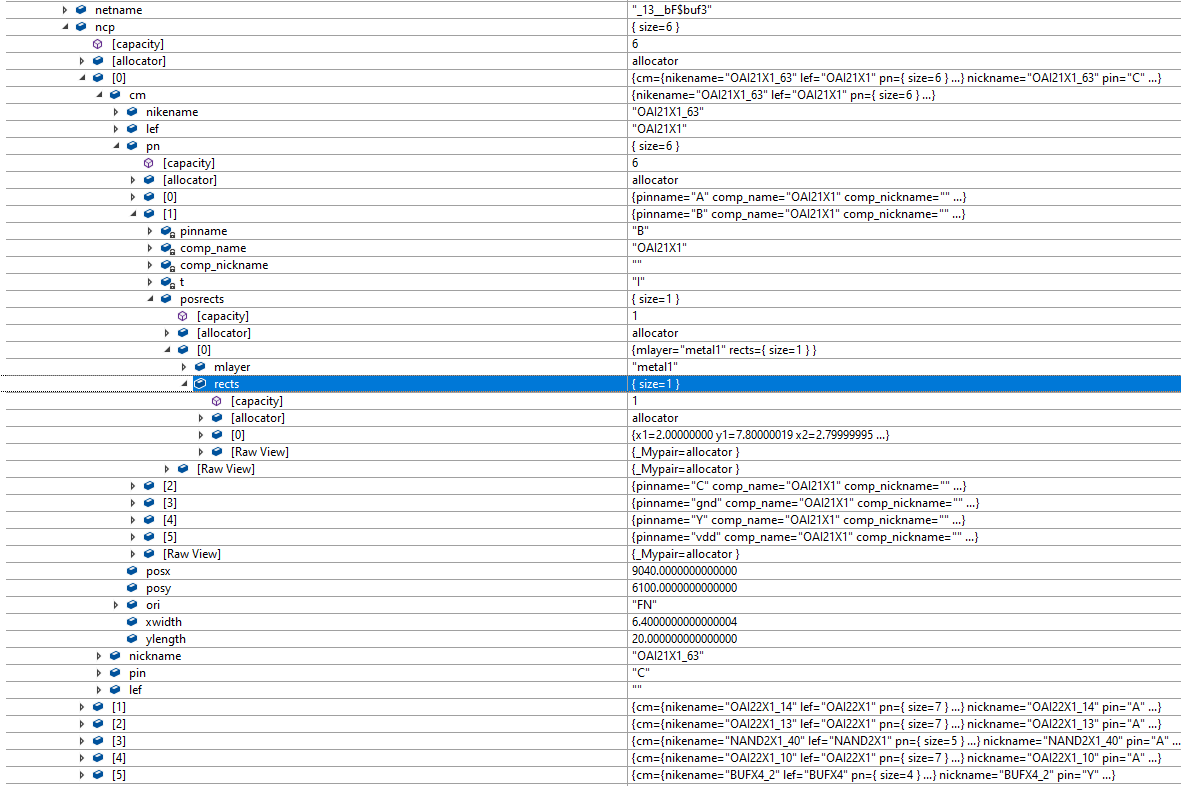 netname "_13__bF$buf3"
ncp { size=6 }
[capacity] 6
[allocator] allocator
[0] {cm={nikename="OAI21X1_63" lef="OAI21X1" pn={ size=6 } ...} nickname="OAI21X1_63" pin="C" ...}
cm {nikename="OAI21X1_63" lef="OAI21X1" pn={ size=6 } ...}
nikename "OAI21X1_63"
lef "OAI21X1"
pn { size=6 }
[capacity] 6
[allocator] allocator
[0] {pinname="A" comp_name="OAI21X1" comp_nickname="" ...}
[1] {pinname="B" comp_name="OAI21X1" comp_nickname="" ...}
pinname "B"
comp_name "OAI21X1"
comp_nickname ""
t "I"
posrects { size=1 }
[capacity] 1
[allocator] allocator
[0] {mlayer="metal1" rects={ size=1 } }
mlayer "metal1"
rects { size=1 }
[capacity] 1
[allocator] allocator
[0] {x1=2.00000000 y1=7.80000019 x2=2.79999995 ...}
[Raw View] {_Mypair=allocator }
[Raw View] {_Mypair=allocator }
[2] {pinname="C" comp_name="OAI21X1" comp_nickname="" ...}
[3] {pinname="gnd" comp_name="OAI21X1" comp_nickname="" ...}
[4] {pinname="Y" comp_name="OAI21X1" comp_nickname="" ...}
[5] {pinname="vdd" comp_name="OAI21X1" comp_nickname="" ...}
[Raw View] {_Mypair=allocator }
posx 9040.0000000000000
posy 6100.0000000000000
ori "FN"
xwidth 6.4000000000000004
ylength 20.000000000000000
nickname "OAI21X1_63"
pin "C"
lef ""
[1] {cm={nikename="OAI22X1_14" lef="OAI22X1" pn={ size=7 } ...} nickname="OAI22X1_14" pin="A" ...}
[2] {cm={nikename="OAI22X1_13" lef="OAI22X1" pn={ size=7 } ...} nickname="OAI22X1_13" pin="A" ...}
[3] {cm={nikename="NAND2X1_40" lef="NAND2X1" pn={ size=5 } ...} nickname="NAND2X1_40" pin="A" ...
[4] {cm={nikename="OAI22X1_10" lef="OAI22X1" pn={ size=7 } ...} nickname="OAI22X1_10" pin="A" ...}
[5] {cm={nikename="BUFX4_2" lef="BUFX4" pn={ size=4 } ...} nickname="BUFX4_2" pin="Y" ...}